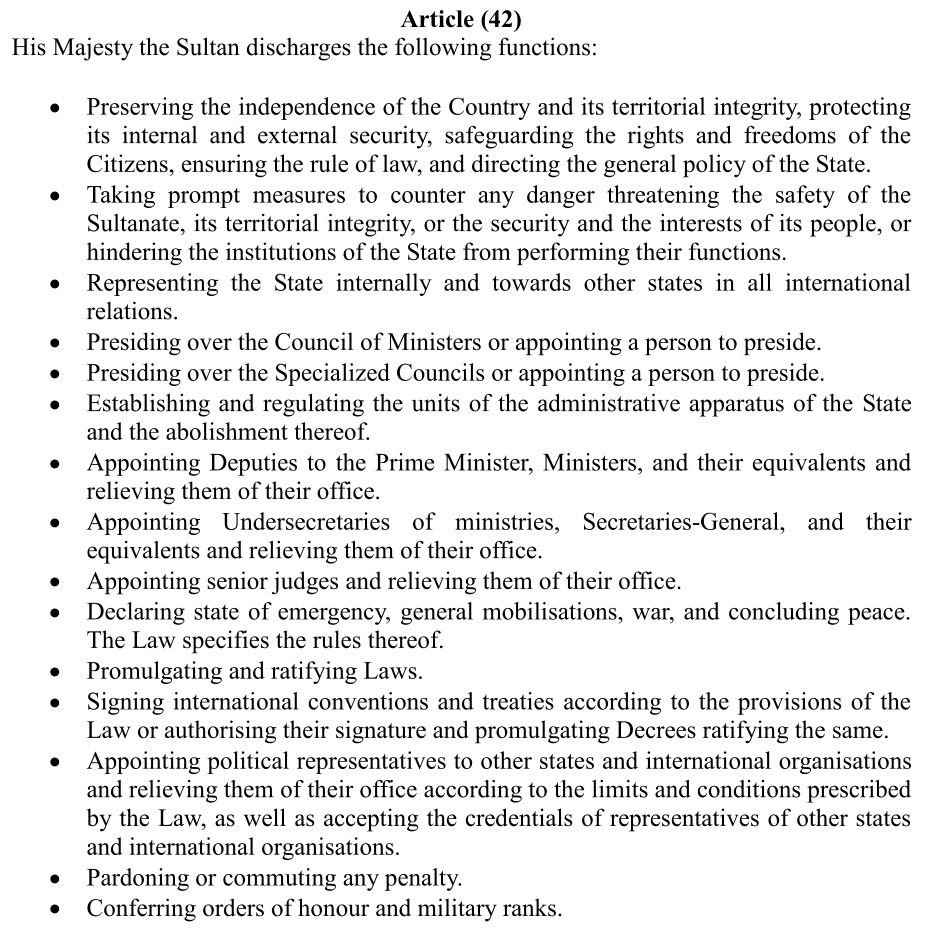 Article (42)
His Majesty the Sultan discharges the following functions:
• Preserving the independence of the Country and its territorial integrity, protecting
its internal and external security, safeguarding the rights and freedoms of the
Citizens, ensuring the rule of law, and directing the general policy of the State.
• Taking prompt measures to counter any danger threatening the safety of the
Sultanate, its territorial integrity, or the security and the interests of its people, or
hindering the institutions of the State from performing their functions.
• Representing the State internally and towards other states in all international
relations.
• Presiding over the Council of Ministers or appointing a person to preside.
• Presiding over the Specialized Councils or appointing a person to preside.
• Establishing and regulating the units of the administrative apparatus of the State
and the abolishment thereof.
• Appointing Deputies to the Prime Minister, Ministers, and their equivalents and
relieving them of their office.
• Appointing Undersecretaries of ministries, Secretaries-General, and their
equivalents and relieving them of their office.
• Appointing senior judges and relieving them of their office.
• Declaring state of emergency, general mobilisations, war, and concluding peace.
The Law specifies the rules thereof.
• Promulgating and ratifying Laws.
• Signing international conventions and treaties according to the provisions of the
Law or authorising their signature and promulgating Decrees ratifying the same.
• Appointing political representatives to other states and international organisations
and relieving them of their office according to the limits and conditions prescribed
by the Law, as well as accepting the credentials of representatives of other states
and international organisations.
• Pardoning or commuting any penalty.
• Conferring orders of honour and military ranks.